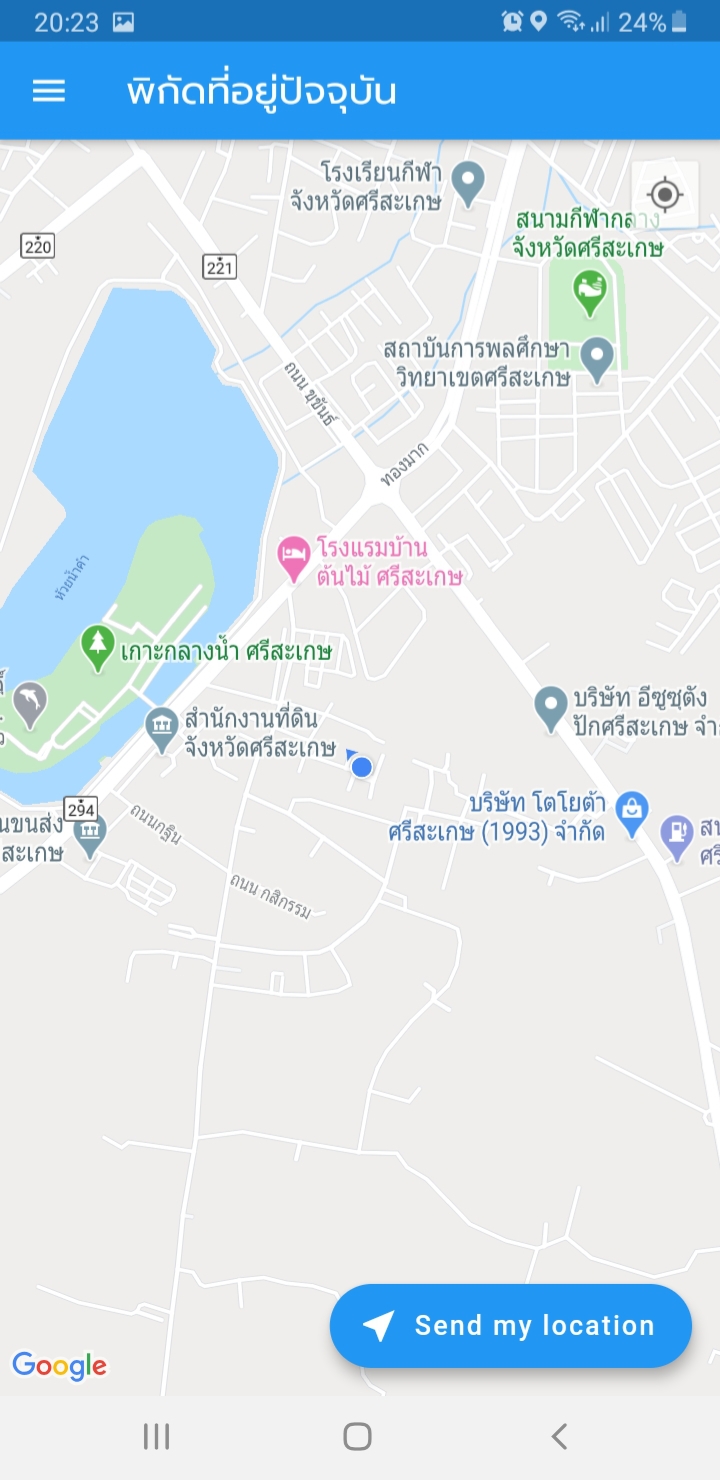 20:23
24%
พิกัดที่อยู่ปัจจุบัน
โรงเรียนกีฬา
จังหวัดศรีสะเกษ
สนามกีฬากลาง
จังหวัดศรีสะเกษ
220
221
สถาบันการพลศึกษา
วิทยาเขตศรีสะเกษ
ถนน ขุขันธ์
ทองมาก
โรงแรมบ้าน
ต้นไม้ ศรีสะเกษ
ห้วยน้ำคำ
เกาะกลางน้ำ ศรีสะเกษ
สำนักงานที่ดิน
จังหวัดศรีสะเกษ
บริษัท อีซูซุตัง
ปักศรีสะเกษ จำ
294
นขนส่ง
สะเกษ
บริษัท โตโยต้า
ศรีสะเกษ (1993) จำกัด
ถนนกฐิน
ถนน กสิกรรม
Send my location
Google